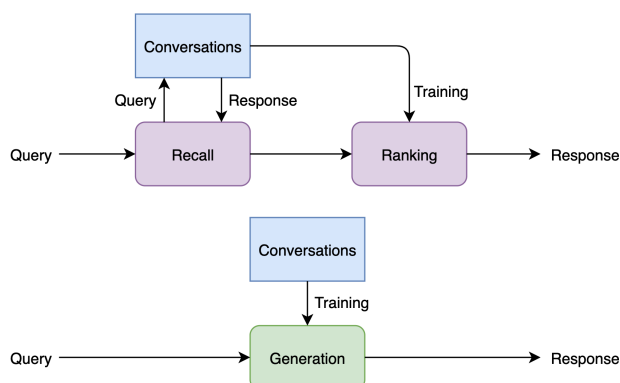 Conversations
Query
Response
Training
Query
Recall
Ranking
Response
Conversations
Training
Query
Generation
Response